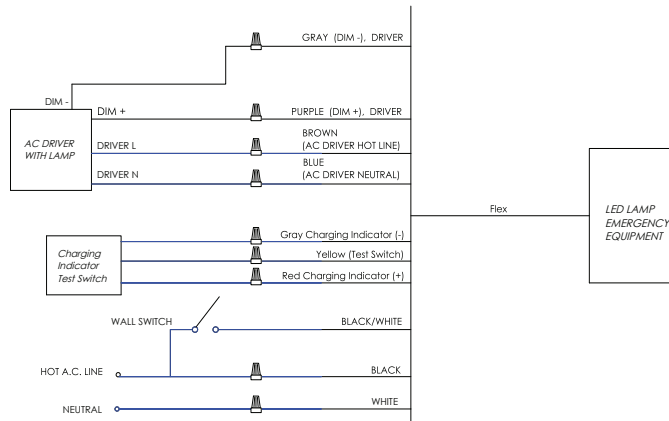 GRAY (DIM -), DRIVER
DIM -
DIM +
PURPLE (DIM +), DRIVER
AC DRIVER
WITH LAMP
DRIVER L
BROWN
(AC DRIVER HOT LINE)
DRIVER N
BLUE
(AC DRIVER NEUTRAL)
Flex
LED LAMP
EMERGENCY
EQUIPMENT
Charging
Indicator
Test Switch
Gray Charging Indicator (-)
Yellow (Test Switch)
Red Charging Indicator (+)
WALL SWITCH
BLACK/WHITE
HOT A.C. LINE
BLACK
NEUTRAL
WHITE